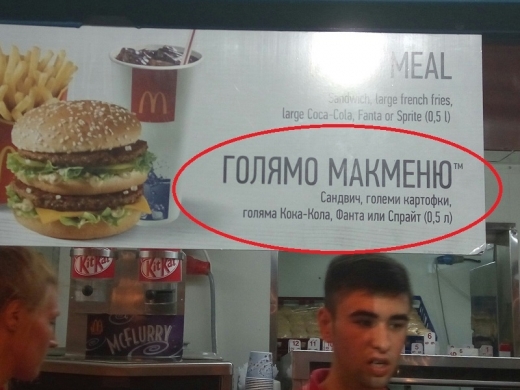 MEAL
Sandwich, large french fries,
large Coca-Cola, Fanta or Sprite (0,5 l)
ГОЛЯМО МАКМЕНЮ™
Сандвич, големи картофки,
голяма Кока-Кола, Фанта или Спрайт (0,5 л)
KitKat
KitKat
McFLURRY